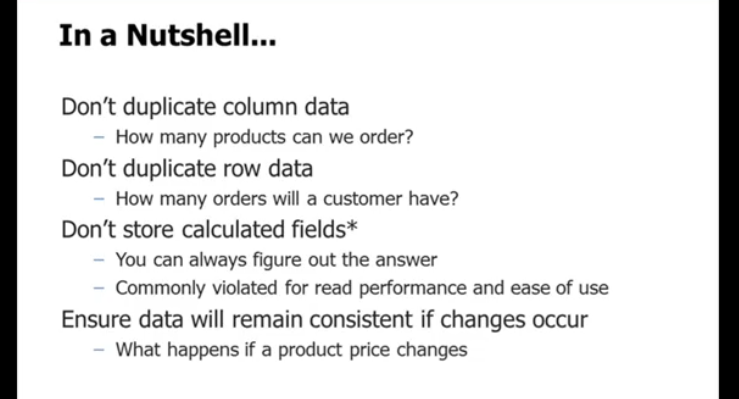 In a Nutshell...
Don't duplicate column data
– How many products can we order?
Don't duplicate row data
– How many orders will a customer have?
Don't store calculated fields*
– You can always figure out the answer
– Commonly violated for read performance and ease of use
Ensure data will remain consistent if changes occur
– What happens if a product price changes